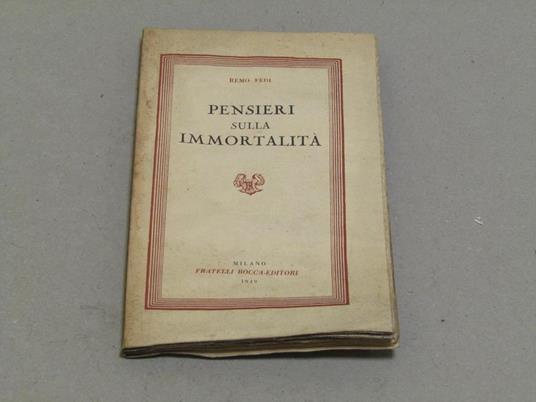 REMO FEDI
PENSIERI
SULLA
IMMORTALITÀ
MILANO
FRATELLI BOCCA-EDITORI
1949